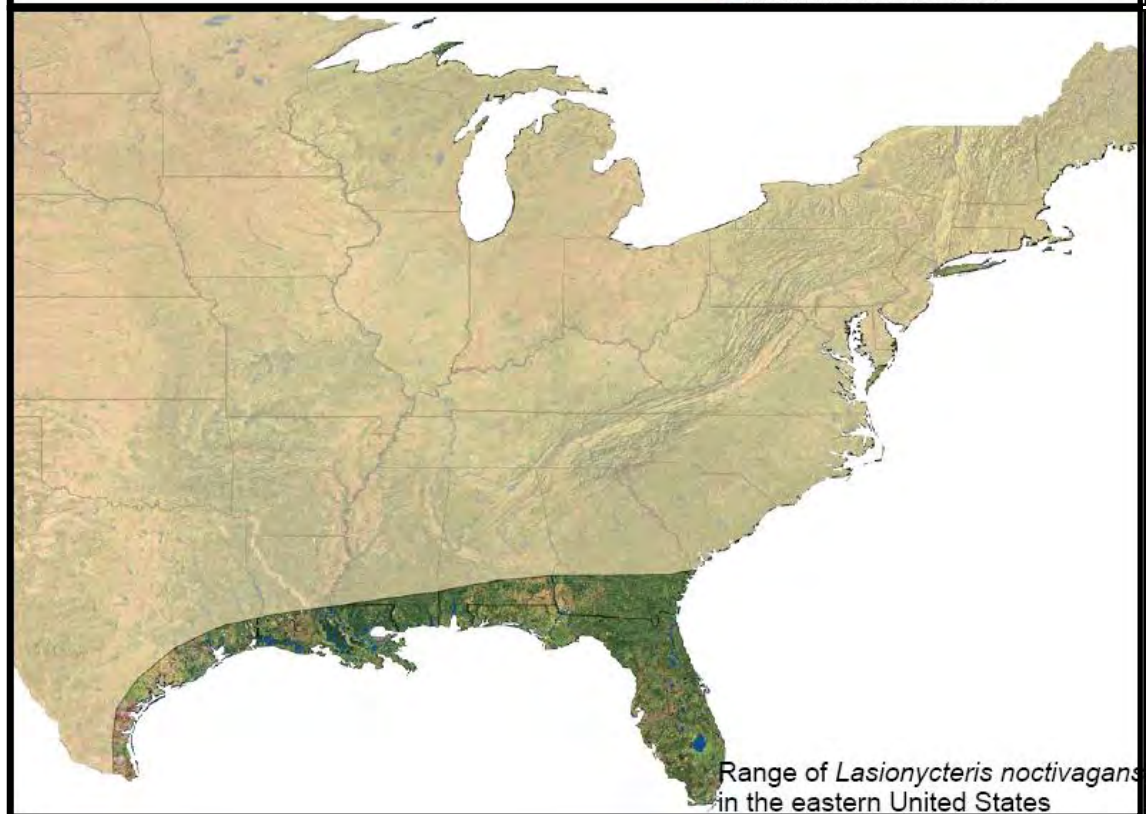 Range of Lasionycteris noctivagans
in the eastern United States